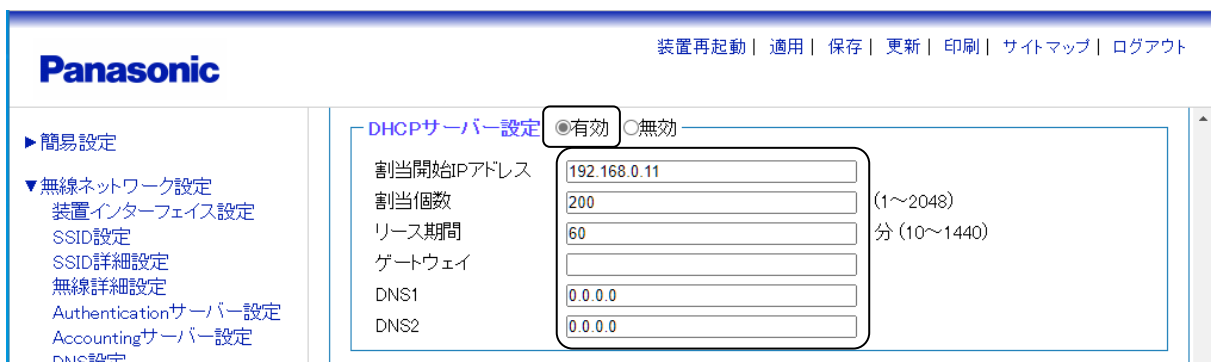 装置再起動| 適用| 保存| 更新| 印刷| サイトマップ| ログアウト
Panasonic
▶簡易設定
▼無線ネットワーク設定
装置インターフェイス設定
SSID設定
SSID詳細設定
無線詳細設定
Authenticationサーバー設定
Accountingサーバー設定
DNS設定
DHCPサーバー設定 ◉有効 ○無効
割当開始IPアドレス 192.168.0.11
割当個数 200 (1～2048)
リース期間 60 分 (10～1440)
ゲートウェイ
DNS1 0.0.0.0
DNS2 0.0.0.0